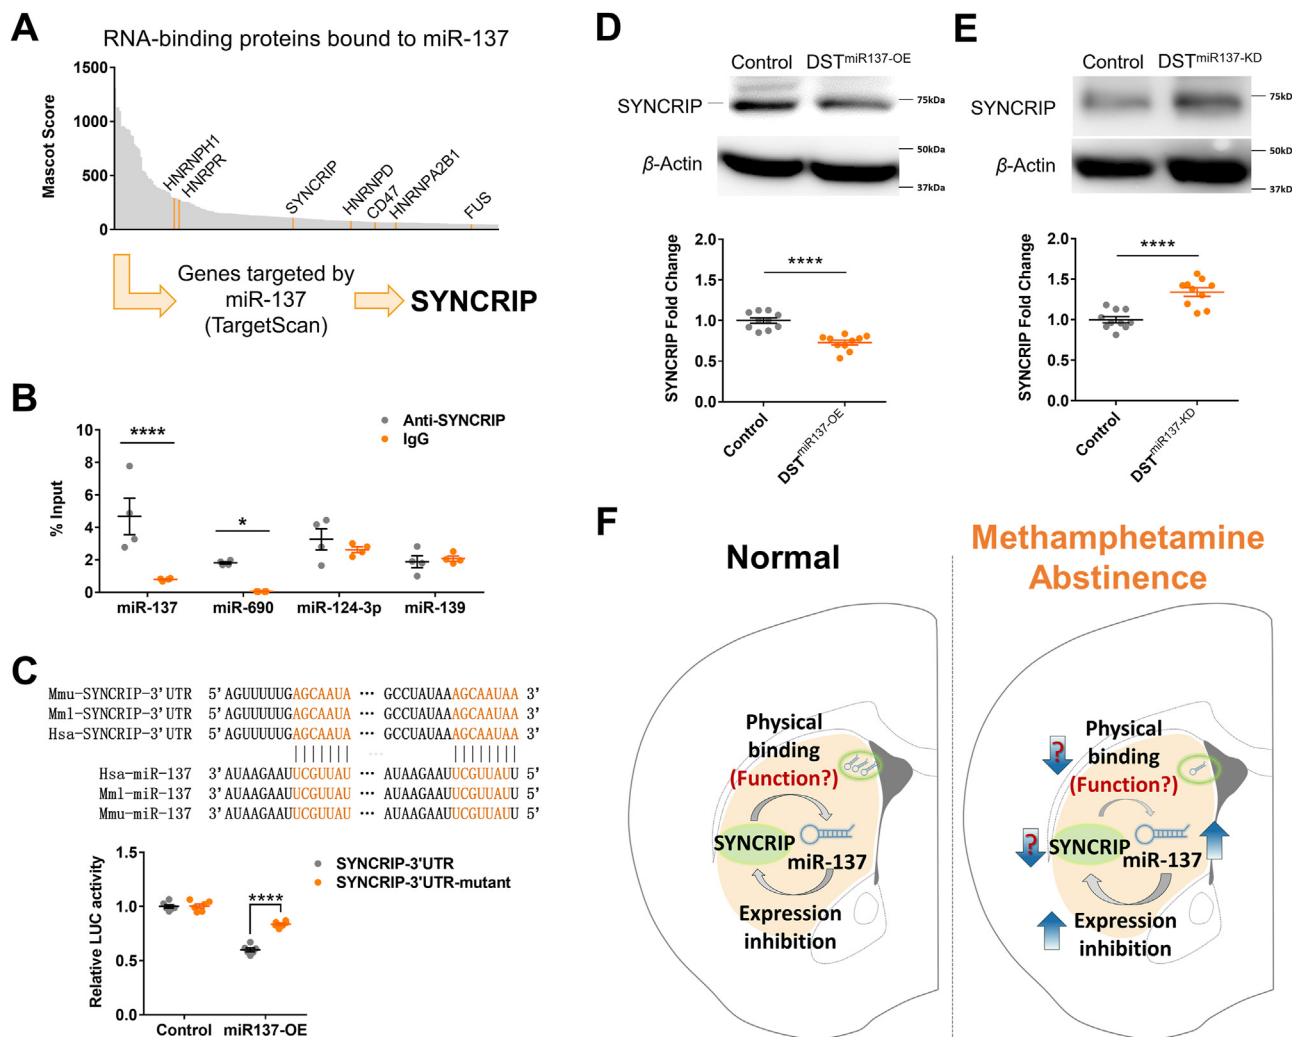 A
RNA-binding proteins bound to miR-137
1500
1000
500
0
Mascot Score
HNRNPH1
HNRPR
SYNCRIP
HNRNPD
CD47
HNRNPA2B1
FUS
Genes targeted by
miR-137
(TargetScan)
SYNCRIP
B
Anti-SYNCRIP
IgG
10
8
6
4
2
0
% Input
****
*
miR-137 miR-690 miR-124-3p miR-139
C
Mmu-SYNCRIP-3'UTR 5'AGUUUUUGAGCAAUA ··· GCCUAUAAAGCAAUAA 3'
Mml-SYNCRIP-3'UTR 5'AGUUUUUGAGCAAUA ··· GCCUAUAAAGCAAUAA 3'
Hsa-SYNCRIP-3'UTR 5'AGUUUUUGAGCAAUA ··· GCCUAUAAAGCAAUAA 3'
Hsa-miR-137 3'AUAAGAAUUCGUUAU ··· AUAAGAAUUCGUUAUU 5'
Mml-miR-137 3'AUAAGAAUUCGUUAU ··· AUAAGAAUUCGUUAUU 5'
Mmu-miR-137 3'AUAAGAAUUCGUUAU ··· AUAAGAAUUCGUUAUU 5'
SYNCRIP-3'UTR
SYNCRIP-3'UTR-mutant
1.5
1.0
0.5
0.0
Relative LUC activity
****
Control miR137-OE
D
Control DSTmiR137-OE
SYNCRIP
75kDa
β-Actin
50kDa
37kDa
2.0
1.5
1.0
0.5
0.0
SYNCRIP Fold Change
****
Control
DSTmiR137-OE
E
Control DSTmiR137-KD
SYNCRIP
75kD
β-Actin
50kD
37kD
2.0
1.5
1.0
0.5
0.0
SYNCRIP Fold Change
****
Control
DSTmiR137-KD
F
Normal
Physical
binding
(Function?)
SYNCRIP
miR-137
Expression
inhibition
Methamphetamine
Abstinence
?
Physical
binding
(Function?)
?
SYNCRIP
miR-137
Expression
inhibition